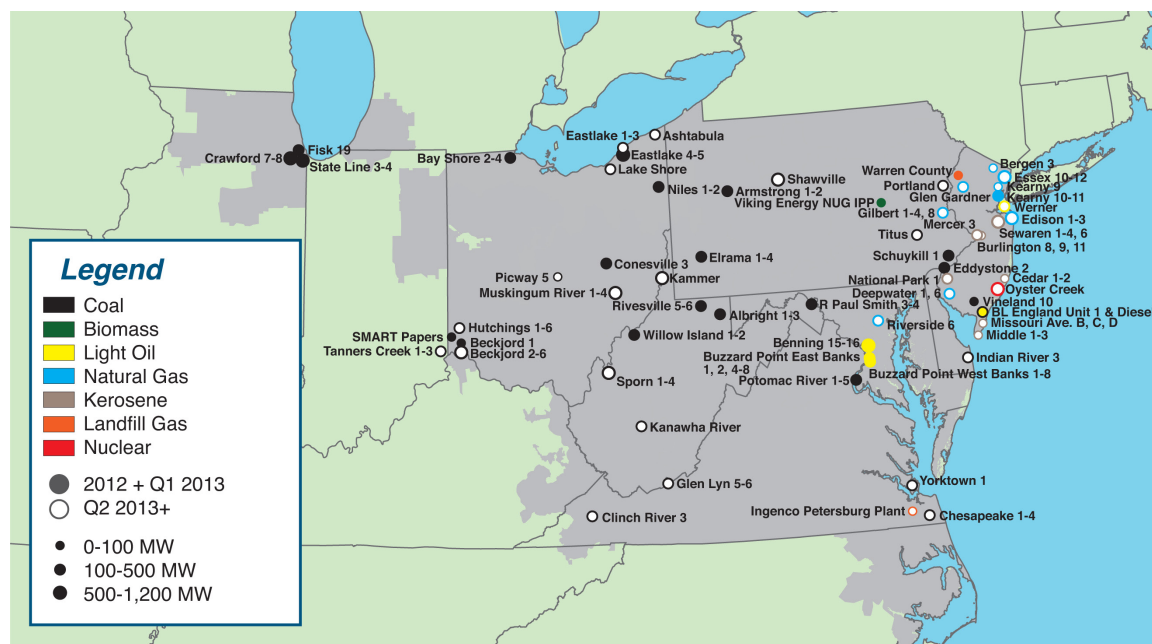 Eastlake 1-3
Ashtabula
Fisk 19
Crawford 7-8
State Line 3-4
Bay Shore 2-4
Eastlake 4-5
Lake Shore
Niles 1-2
Armstrong 1-2
Shawville
Viking Energy NUG IPP
Warren County
Portland
Glen Gardner
Bergen 3
Essex 10-12
Kearny 9
Kearny 10-11
Werner
Edison 1-3
Gilbert 1-4, 8
Mercer 3
Sewaren 1-4, 6
Titus
Burlington 8, 9, 11
Schuykill 1
Eddystone 2
National Park 1
Cedar 1-2
Deepwater 1, 6
Oyster Creek
Vineland 10
BL England Unit 1 & Diesel
Missouri Ave. B, C, D
Middle 1-3
Conesville 3
Elrama 1-4
Picway 5
Kammer
Muskingum River 1-4
Rivesville 5-6
Albright 1-3
R Paul Smith 3-4
Willow Island 1-2
Riverside 6
Hutchings 1-6
SMART Papers
Beckjord 1
Tanners Creek 1-3
Beckjord 2-6
Benning 15-16
Buzzard Point East Banks
1, 2, 4-8
Buzzard Point West Banks 1-8
Indian River 3
Potomac River 1-5
Sporn 1-4
Kanawha River
Glen Lyn 5-6
Yorktown 1
Clinch River 3
Ingenco Petersburg Plant
Chesapeake 1-4
Legend
Coal
Biomass
Light Oil
Natural Gas
Kerosene
Landfill Gas
Nuclear
2012 + Q1 2013
Q2 2013+
0-100 MW
100-500 MW
500-1,200 MW